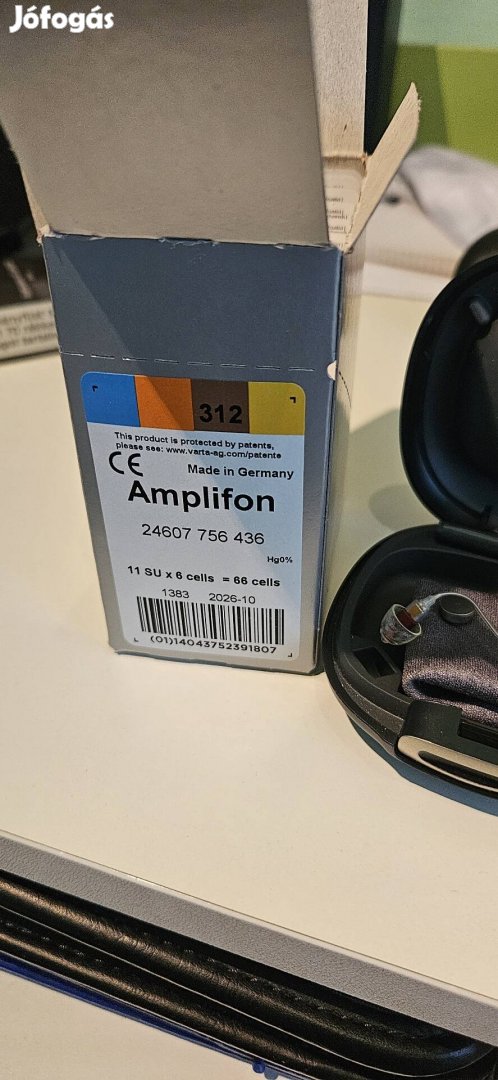 Jófogás
312
This product is protected by patents,
please see: www.varta-ag.com/patente
CE
Made in Germany
Amplifon
24607 756 436
Hg0%
11 SU x 6 cells = 66 cells
1383 2026-10
(01)14043752391807